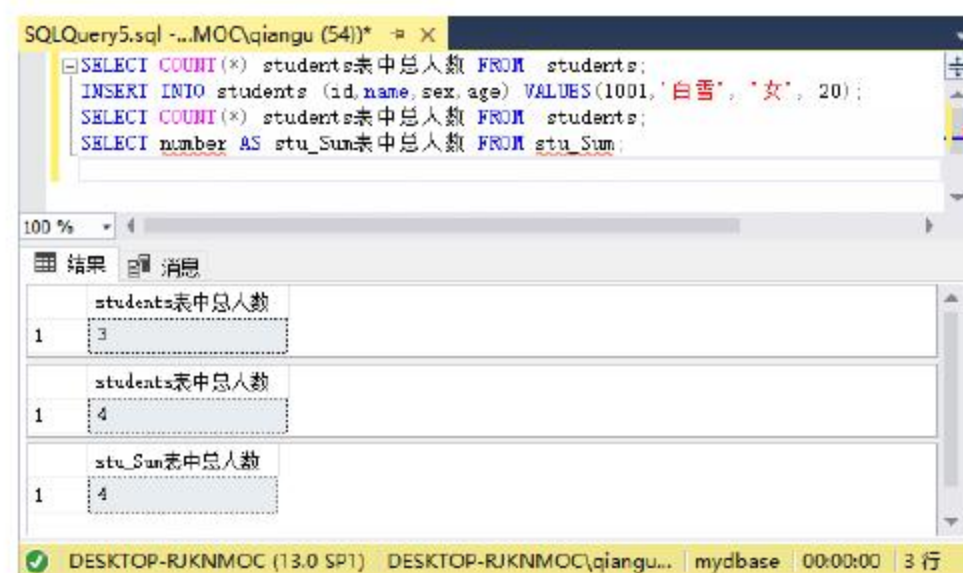 SQLQuery5.sql -...MOC\qiangu (54))*
SELECT COUNT(*) students表中总人数 FROM  students;
INSERT INTO students (id,name,sex,age) VALUES(1001,'白雪', '女', 20);
SELECT COUNT(*) students表中总人数 FROM  students;
SELECT number AS stu_Sum表中总人数 FROM stu_Sum;
100 %
结果 消息
students表中总人数
1 3
students表中总人数
1 4
stu_Sum表中总人数
1 4
DESKTOP-RJKNMOC (13.0 SP1) DESKTOP-RJKNMOC\qiangu... mydbase 00:00:00 3 行